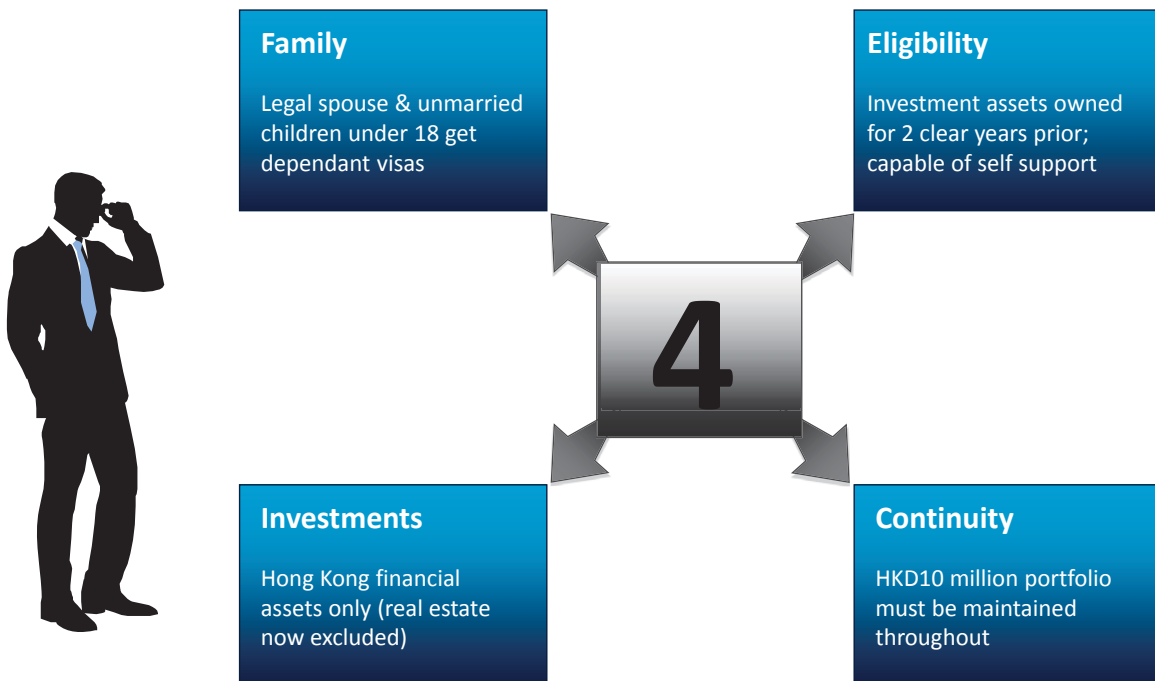 Family
Legal spouse & unmarried
children under 18 get
dependant visas
Eligibility
Investment assets owned
for 2 clear years prior;
capable of self support
4
Investments
Hong Kong financial
assets only (real estate
now excluded)
Continuity
HKD10 million portfolio
must be maintained
throughout